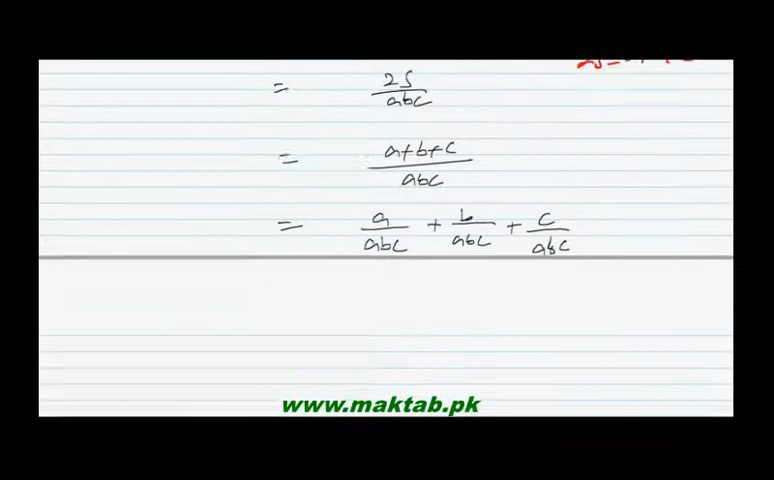 = 2S/abc
= a+b+c/abc
= a/abc + b/abc + c/abc
www.maktab.pk